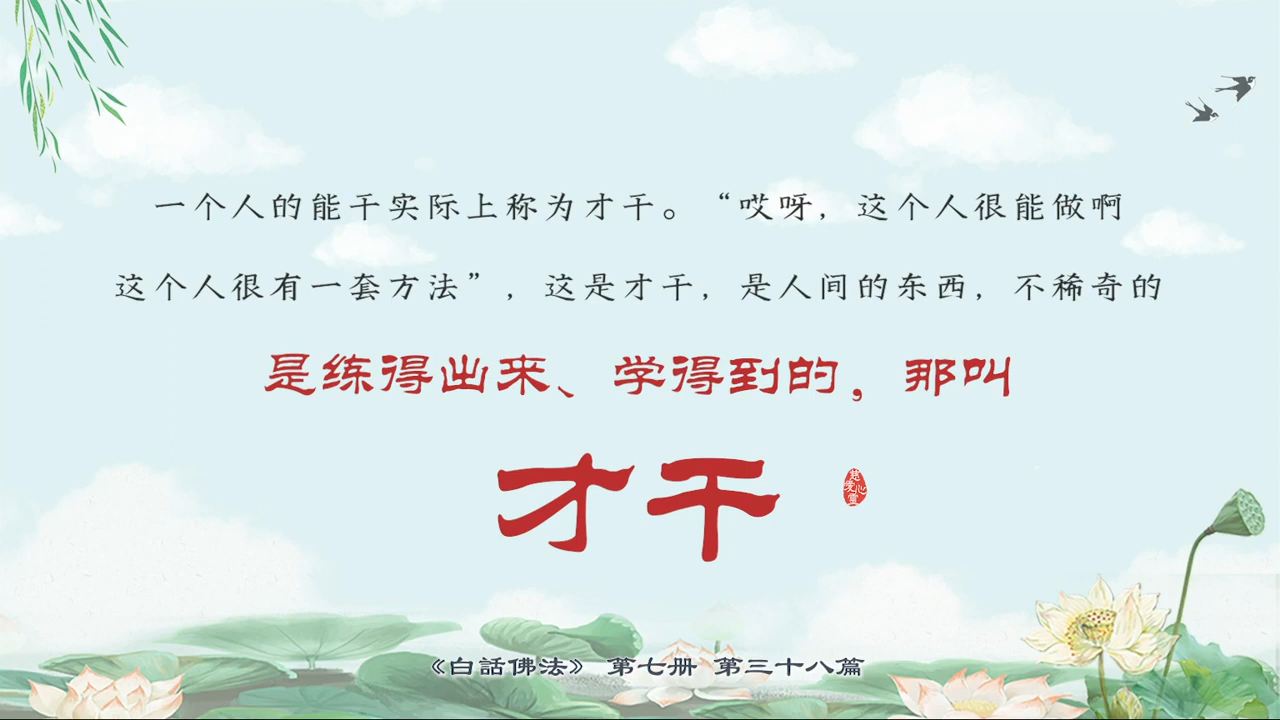 一个人的能干实际上称为才干。“哎呀，这个人很能做啊
这个人很有一套方法”，这是才干，是人间的东西，不稀奇的
是练得出来、学得到的，那叫
才干
《白話佛法》 第七册 第三十八篇